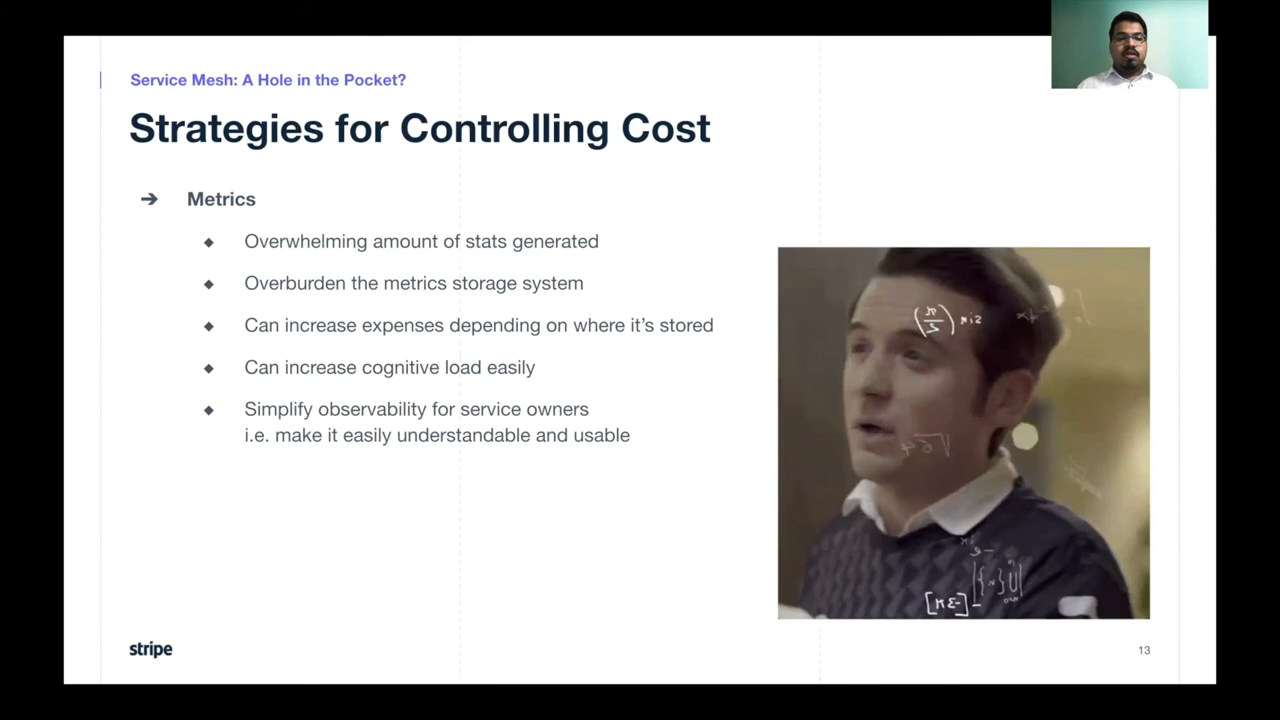 Service Mesh: A Hole in the Pocket?
Strategies for Controlling Cost
➔ Metrics
◆ Overwhelming amount of stats generated
◆ Overburden the metrics storage system
◆ Can increase expenses depending on where it's stored
◆ Can increase cognitive load easily
◆ Simplify observability for service owners
i.e. make it easily understandable and usable
stripe
13